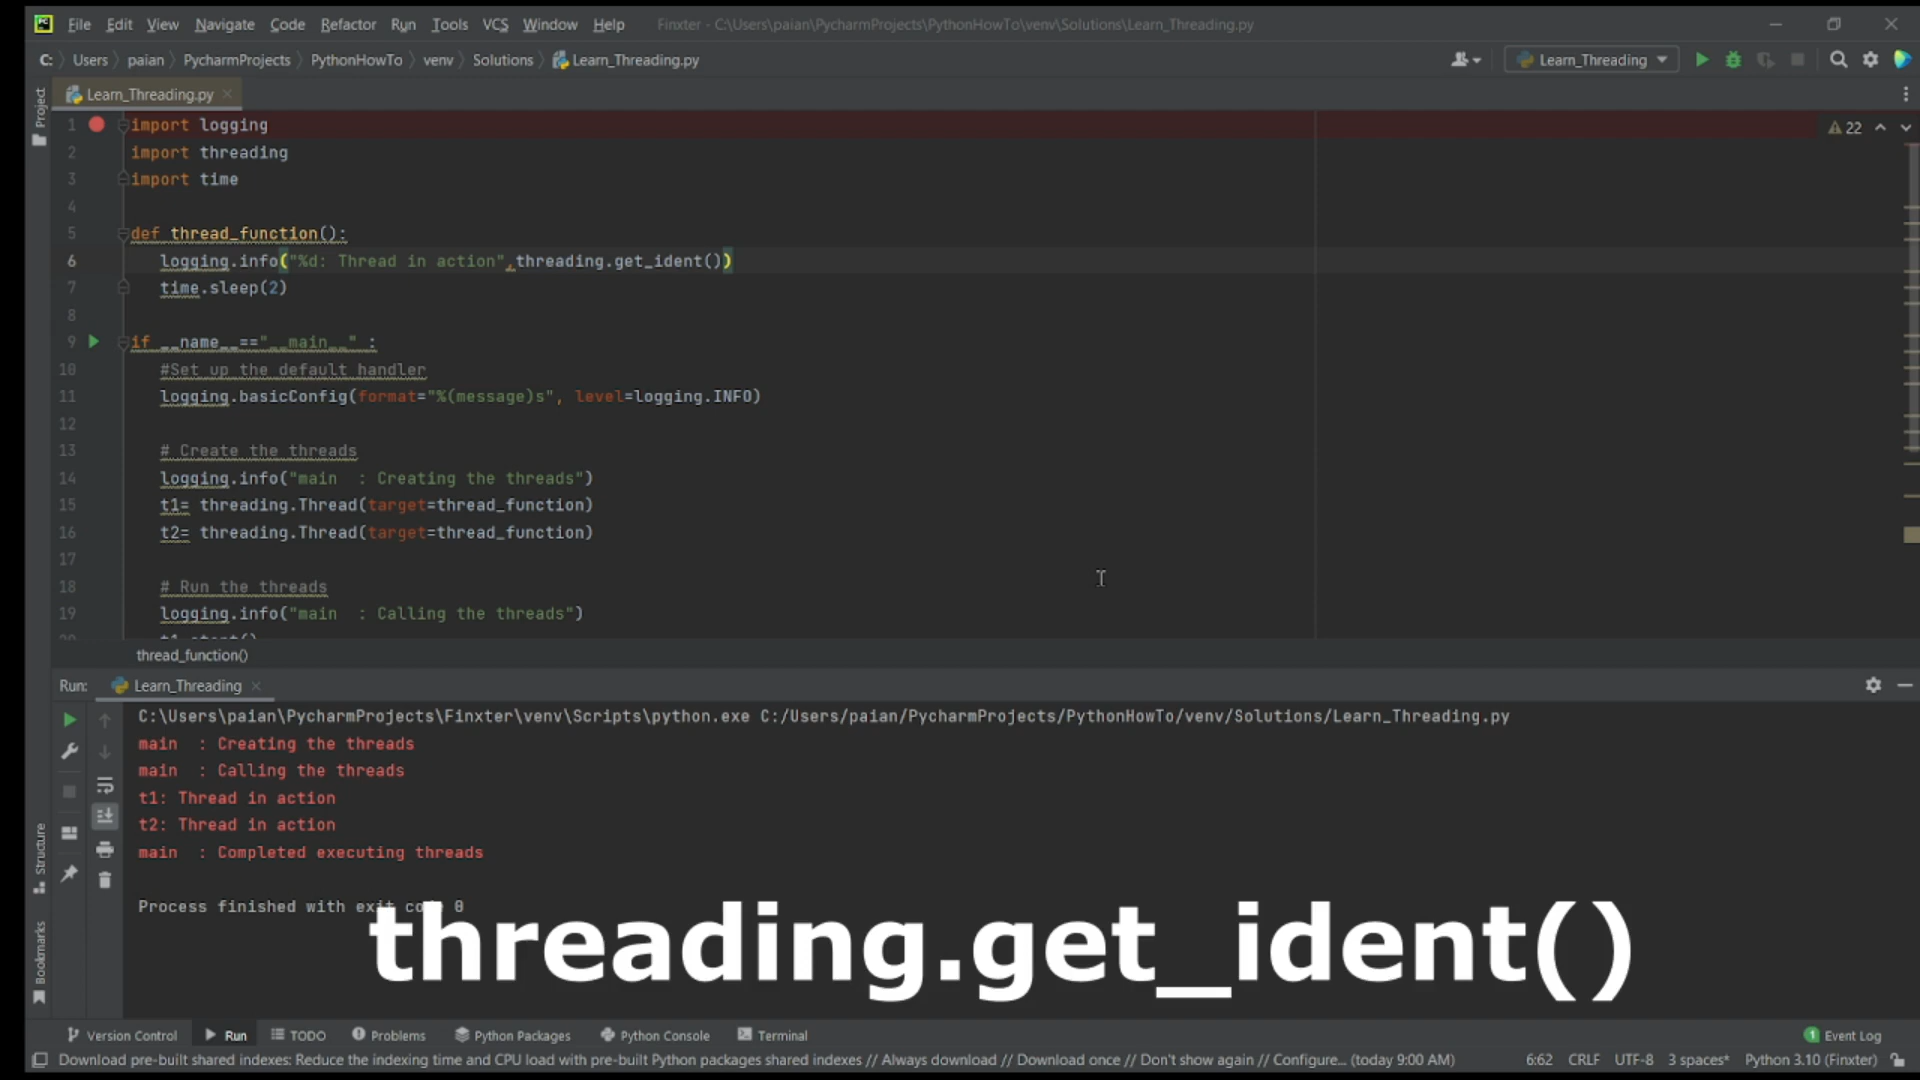 PC File Edit View Navigate Code Refactor Run Tools VCS Window Help Finxter - C:\Users\paian\PycharmProjects\PythonHowTo\venv\Solutions\Learn_Threading.py
C: Users paian PycharmProjects PythonHowTo venv Solutions Learn_Threading.py Learn_Threading
Project
Learn_Threading.py
1 import logging
22
2 import threading
3 import time
4
5 def thread_function():
6 logging.info("%d: Thread in action",threading.get_ident())
7 time.sleep(2)
8
9 if __name__=="__main__" :
10 #Set up the default handler
11 logging.basicConfig(format="%(message)s", level=logging.INFO)
12
13 # Create the threads
14 logging.info("main  : Creating the threads")
15 t1= threading.Thread(target=thread_function)
16 t2= threading.Thread(target=thread_function)
17
18 # Run the threads
19 logging.info("main  : Calling the threads")
20 t1.start()
thread_function()
Run: Learn_Threading
C:\Users\paian\PycharmProjects\Finxter\venv\Scripts\python.exe C:/Users/paian/PycharmProjects/PythonHowTo/venv/Solutions/Learn_Threading.py
main  : Creating the threads
main  : Calling the threads
t1: Thread in action
t2: Thread in action
main  : Completed executing threads
Structure
Process finished with exit code 0
threading.get_ident()
Bookmarks
Version Control Run TODO Problems Python Packages Python Console Terminal 1 Event Log
Download pre-built shared indexes: Reduce the indexing time and CPU load with pre-built Python packages shared indexes // Always download // Download once // Don't show again // Configure... (today 9:00 AM) 6:62 CRLF UTF-8 3 spaces* Python 3.10 (Finxter)